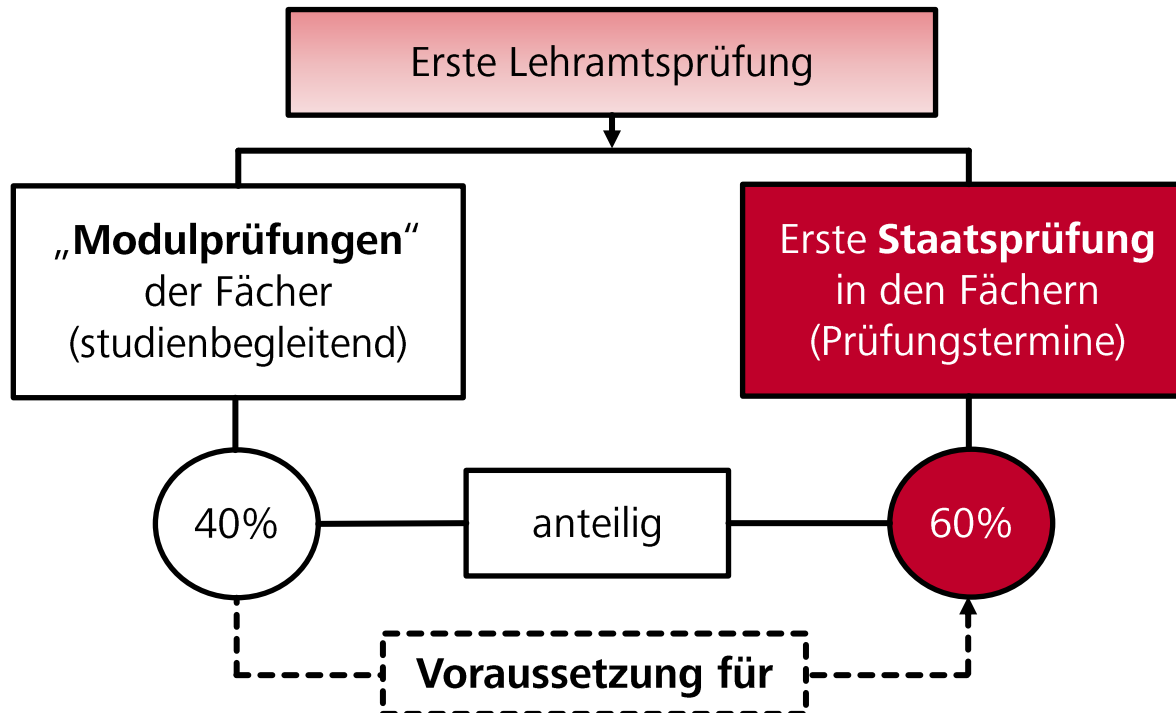 Erste Lehramtsprüfung
„Modulprüfungen“
der Fächer
(studienbegleitend)
Erste Staatsprüfung
in den Fächern
(Prüfungstermine)
40%
anteilig
60%
Voraussetzung für